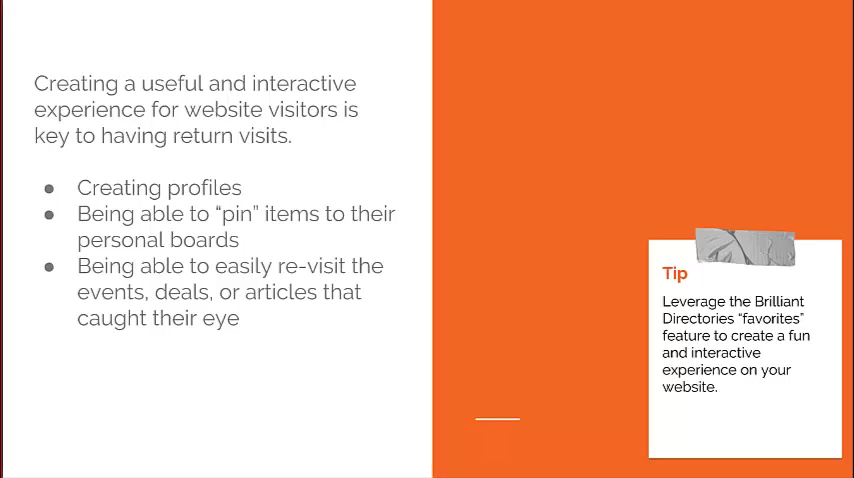 Creating a useful and interactive
experience for website visitors is
key to having return visits.
● Creating profiles
● Being able to “pin” items to their
personal boards
● Being able to easily re-visit the
events, deals, or articles that
caught their eye
Tip
Leverage the Brilliant
Directories “favorites”
feature to create a fun
and interactive
experience on your
website.